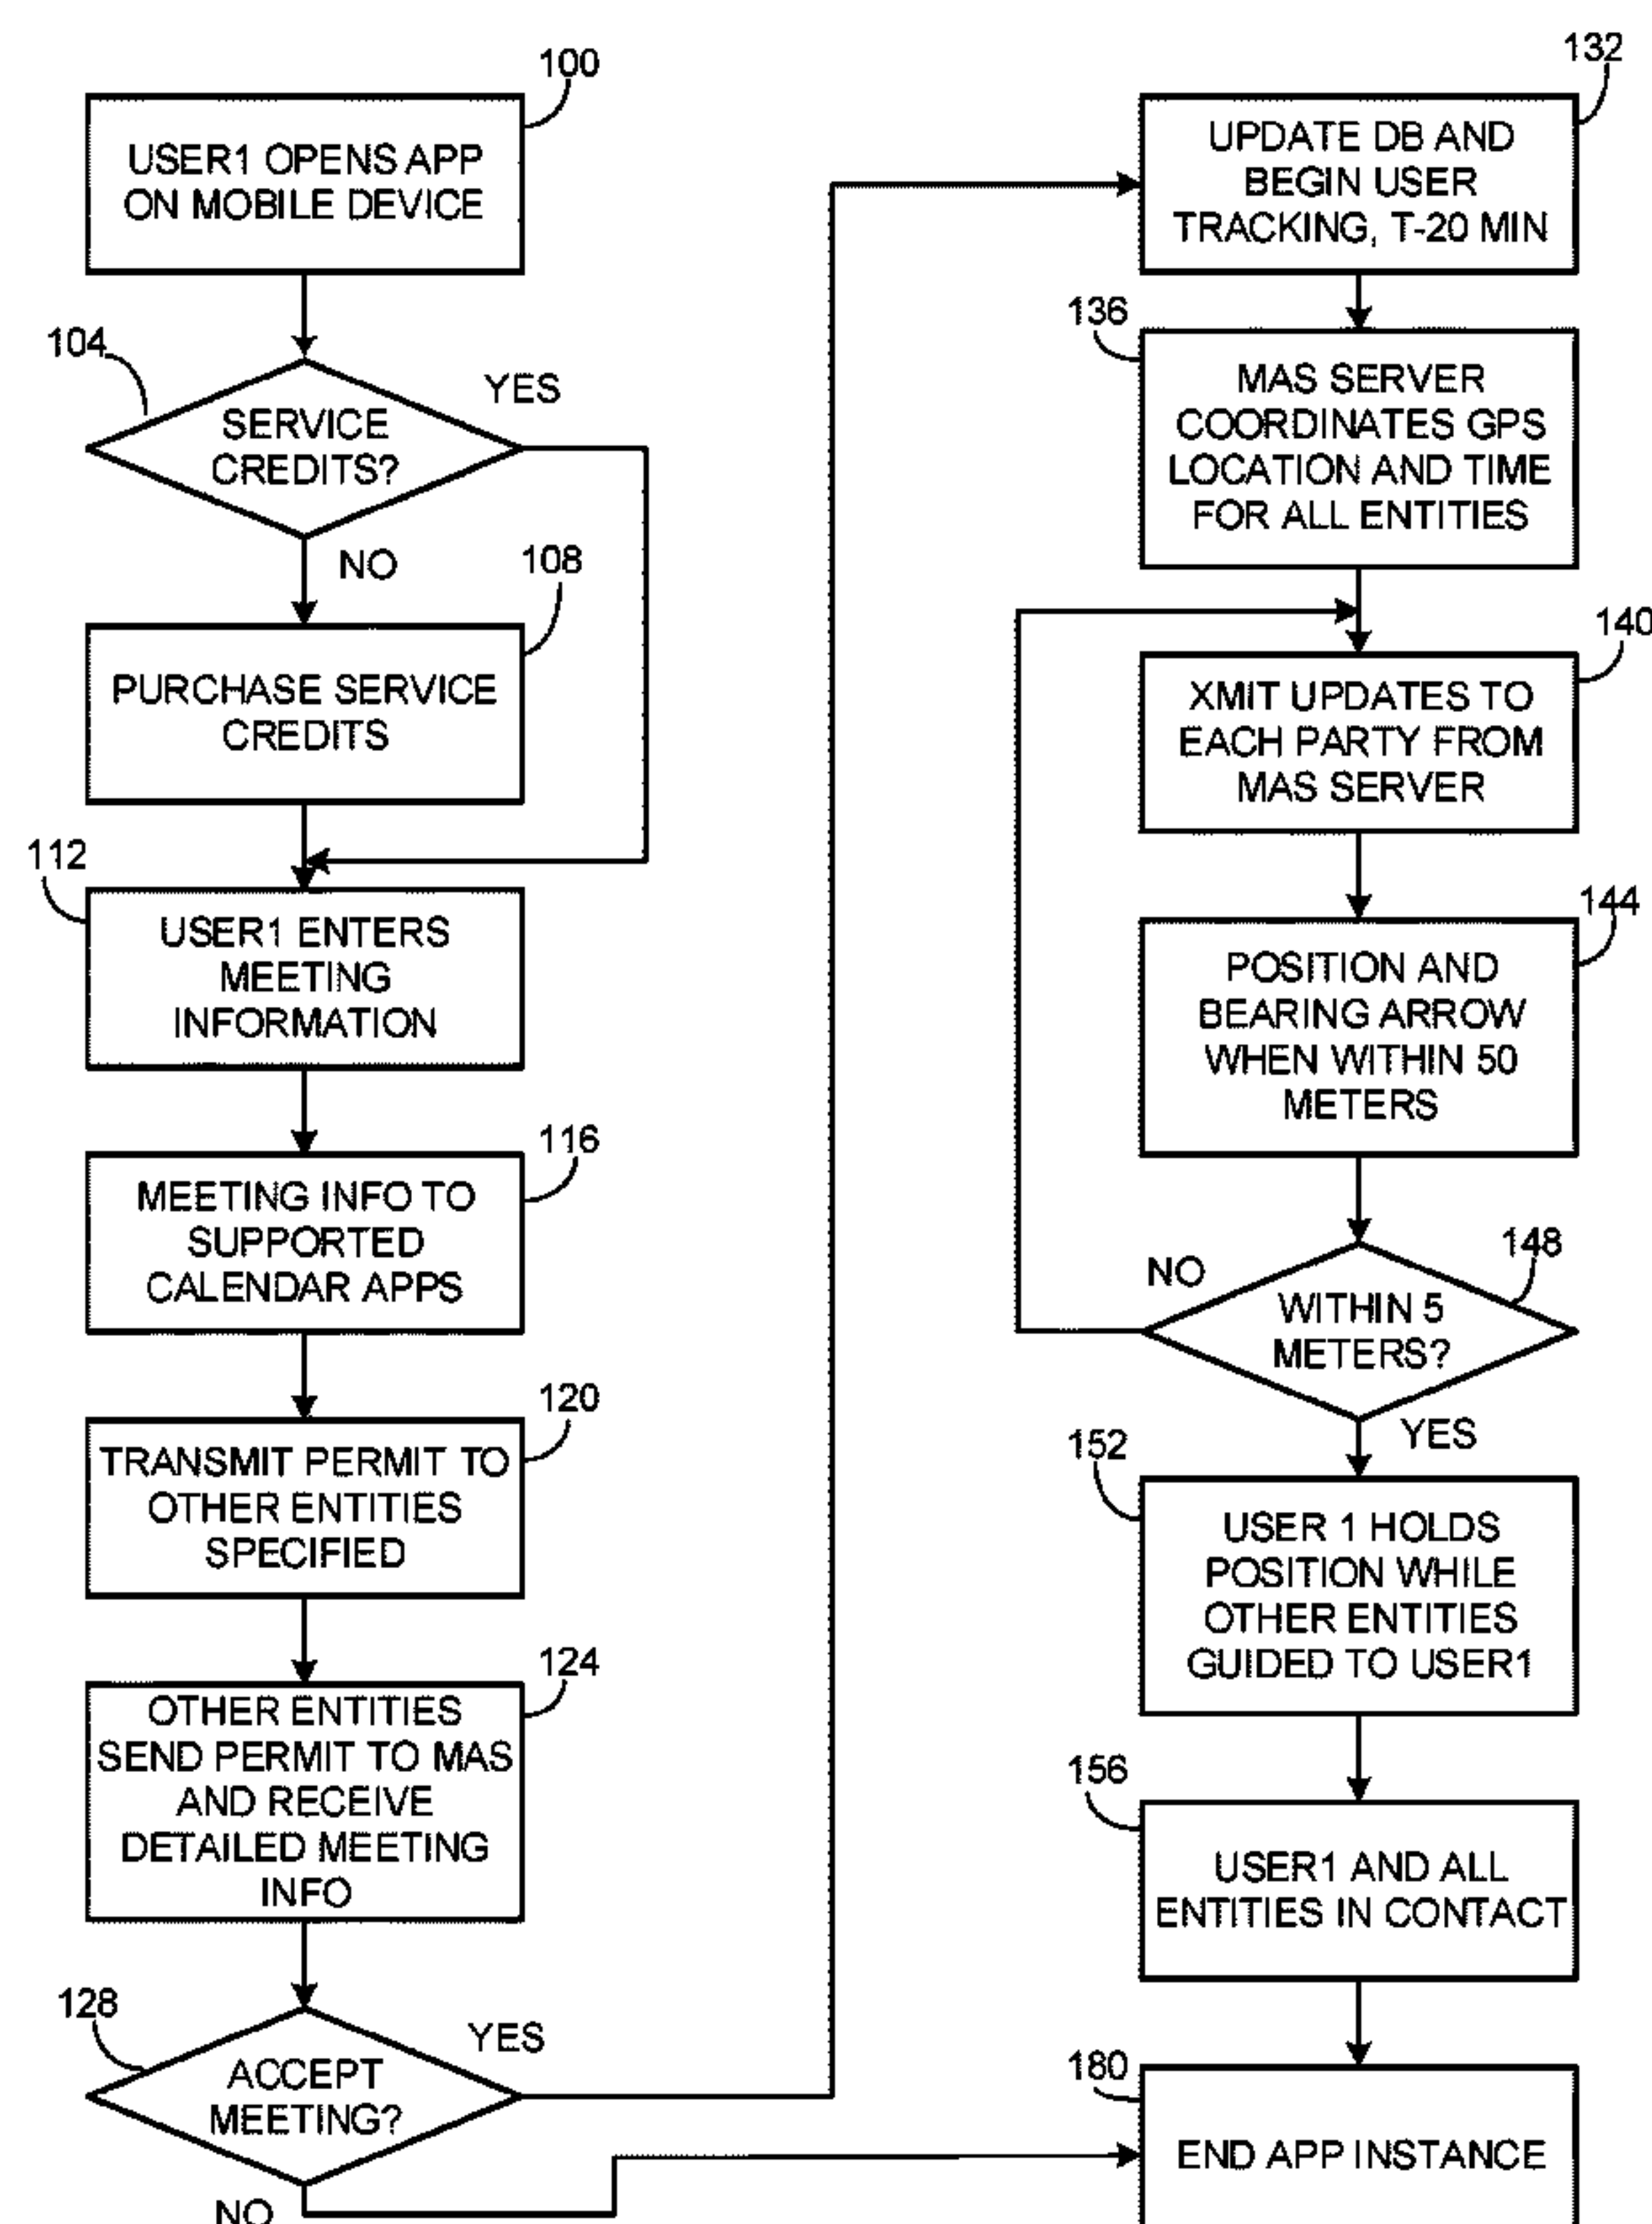 100
USER1 OPENS APP
ON MOBILE DEVICE
104
SERVICE
CREDITS?
YES
NO
108
PURCHASE SERVICE
CREDITS
112
USER1 ENTERS
MEETING
INFORMATION
116
MEETING INFO TO
SUPPORTED
CALENDAR APPS
120
TRANSMIT PERMIT TO
OTHER ENTITIES
SPECIFIED
124
OTHER ENTITIES
SEND PERMIT TO MAS
AND RECEIVE
DETAILED MEETING
INFO
128
ACCEPT
MEETING?
YES
NO
132
UPDATE DB AND
BEGIN USER
TRACKING, T-20 MIN
136
MAS SERVER
COORDINATES GPS
LOCATION AND TIME
FOR ALL ENTITIES
140
XMIT UPDATES TO
EACH PARTY FROM
MAS SERVER
144
POSITION AND
BEARING ARROW
WHEN WITHIN 50
METERS
148
NO
WITHIN 5
METERS?
YES
152
USER 1 HOLDS
POSITION WHILE
OTHER ENTITIES
GUIDED TO USER1
156
USER1 AND ALL
ENTITIES IN CONTACT
180
END APP INSTANCE